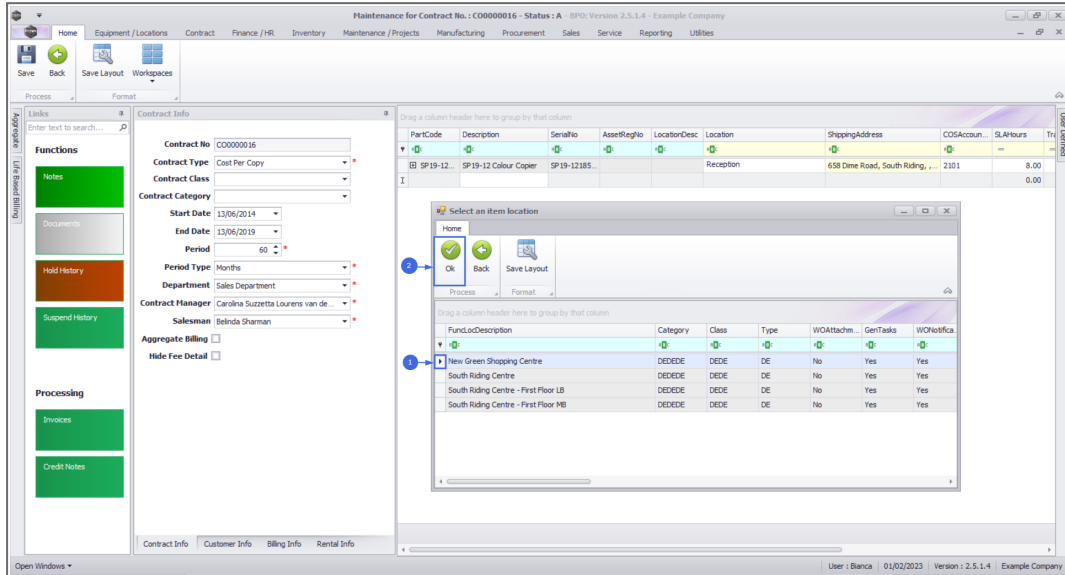 Maintenance for Contract No. : CO0000016 - Status : A - BPO: Version 2.5.1.4 - Example Company
Home Equipment / Locations Contract Finance / HR Inventory Maintenance / Projects Manufacturing Procurement Sales Service Reporting Utilities
Save Back Save Layout Workspaces
Process Format
Aggregate
Life Based Billing
Links
Enter text to search...
Functions
Notes
Documents
Hold History
Suspend History
Processing
Invoices
Credit Notes
Contract Info
Contract No CO0000016
Contract Type Cost Per Copy *
Contract Class
Contract Category
Start Date 13/06/2014
End Date 13/06/2019
Period 60 *
Period Type Months *
Department Sales Department *
Contract Manager Carolina Suzzetta Lourens van de... *
Salesman Belinda Sharman *
Aggregate Billing
Hide Fee Detail
Contract Info Customer Info Billing Info Rental Info
Drag a column header here to group by that column
PartCode Description SerialNo AssetRegNo LocationDesc Location ShippingAddress COSAccoun... SLAHours Tra
SP19-12... SP19-12 Colour Copier SP19-12185... Reception 658 Dime Road, South Riding, ,... 2101 8.00
0.00
User Defined
Select an item location
Home
2
Ok Back Save Layout
Process Format
Drag a column header here to group by that column
FuncLocDescription Category Class Type WOAttachm... GenTasks WONotifica...
1
New Green Shopping Centre DEDEDE DEDE DE No Yes Yes
South Riding Centre DEDEDE DEDE DE No Yes Yes
South Riding Centre - First Floor LB DEDEDE DEDE DE No Yes Yes
South Riding Centre - First Floor MB DEDEDE DEDE DE No Yes Yes
Open Windows
User : Bianca 01/02/2023 Version : 2.5.1.4 Example Company